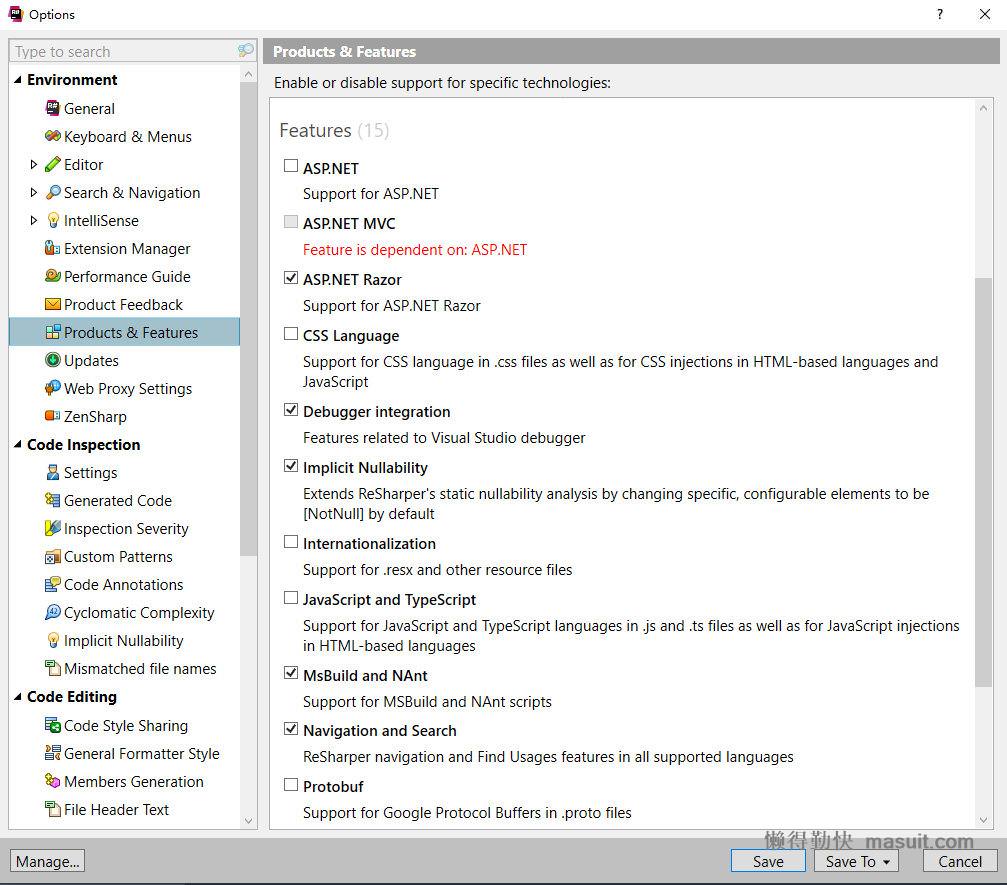 Options
?
Type to search
Environment
General
Keyboard & Menus
Editor
Search & Navigation
IntelliSense
Extension Manager
Performance Guide
Product Feedback
Products & Features
Updates
Web Proxy Settings
ZenSharp
Code Inspection
Settings
Generated Code
Inspection Severity
Custom Patterns
Code Annotations
Cyclomatic Complexity
Implicit Nullability
Mismatched file names
Code Editing
Code Style Sharing
General Formatter Style
Members Generation
File Header Text
Products & Features
Enable or disable support for specific technologies:
Features (15)
ASP.NET
Support for ASP.NET
ASP.NET MVC
Feature is dependent on: ASP.NET
ASP.NET Razor
Support for ASP.NET Razor
CSS Language
Support for CSS language in .css files as well as for CSS injections in HTML-based languages and
JavaScript
Debugger integration
Features related to Visual Studio debugger
Implicit Nullability
Extends ReSharper's static nullability analysis by changing specific, configurable elements to be
[NotNull] by default
Internationalization
Support for .resx and other resource files
JavaScript and TypeScript
Support for JavaScript and TypeScript languages in .js and .ts files as well as for JavaScript injections
in HTML-based languages
MsBuild and NAnt
Support for MSBuild and NAnt scripts
Navigation and Search
ReSharper navigation and Find Usages features in all supported languages
Protobuf
Support for Google Protocol Buffers in .proto files
懒得勤快 masuit.com
Manage...
Save
Save To
Cancel